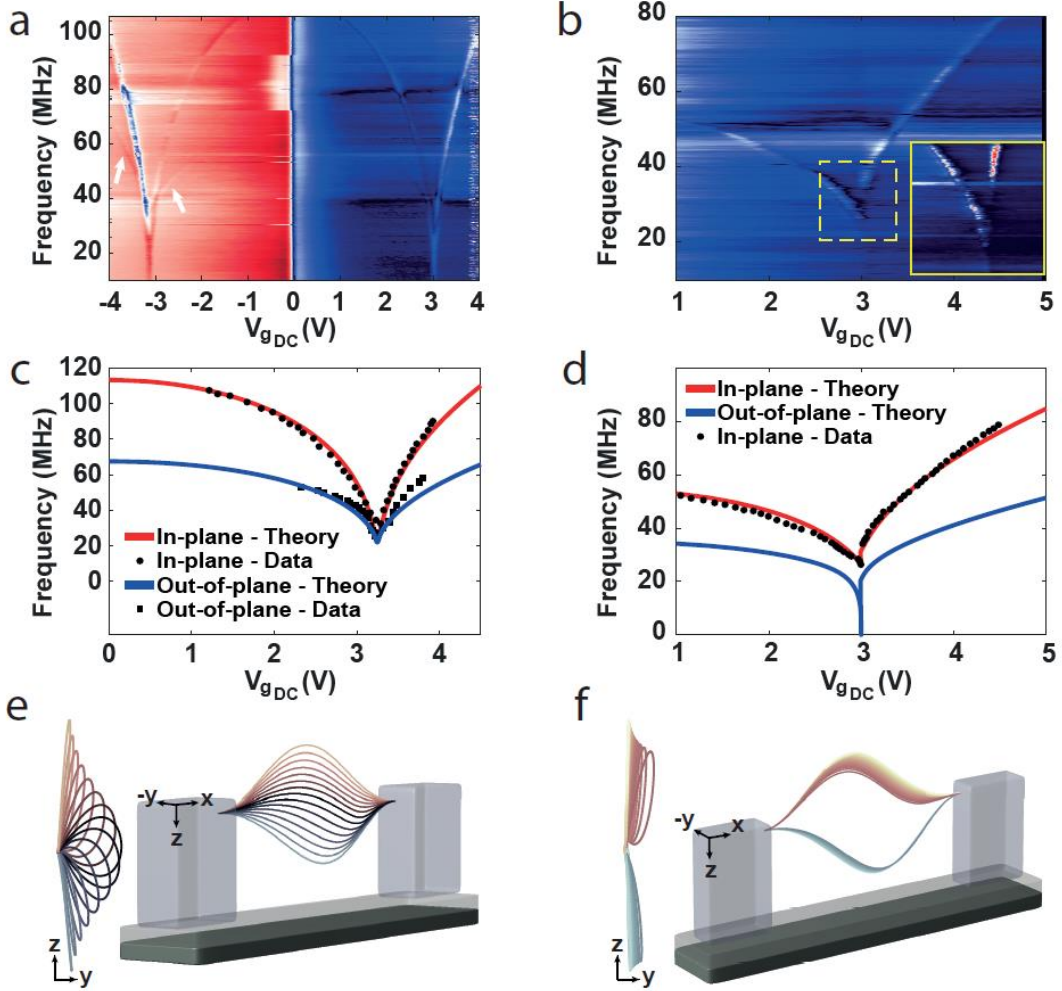 a
Frequency (MHz)
100
80
60
40
20
-4 -3 -2 -1 0 1 2 3 4
VgDC (V)
b
Frequency (MHz)
80
60
40
20
1 2 3 4 5
VgDC (V)
c
Frequency (MHz)
120
100
80
60
40
20
0
In-plane - Theory
In-plane - Data
Out-of-plane - Theory
Out-of-plane - Data
0 1 2 3 4
VgDC (V)
d
Frequency (MHz)
80
60
40
20
0
In-plane - Theory
Out-of-plane - Theory
In-plane - Data
1 2 3 4 5
VgDC (V)
e
-y x
z
z
y
f
-y x
z
z
y